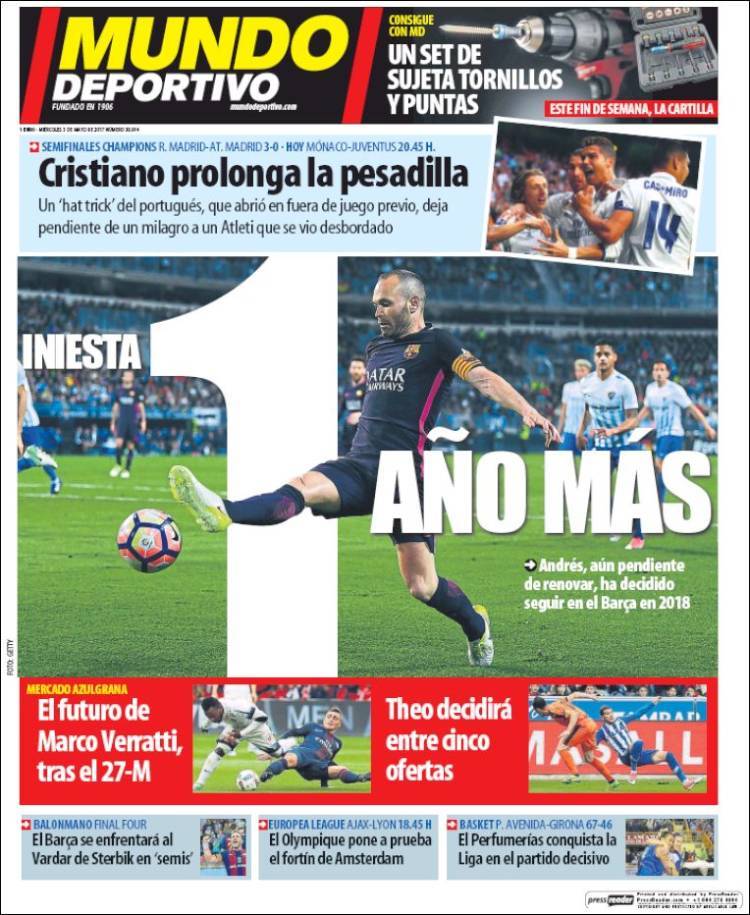 MUNDO
DEPORTIVO
FUNDADO EN 1906
mundodeportivo.com
CONSIGUE
CON MD
UN SET DE
SUJETA TORNILLOS
Y PUNTAS
ESTE FIN DE SEMANA, LA CARTILLA
SEMIFINALES CHAMPIONS R. MADRID-AT. MADRID 3-0 - HOY MÓNACO-JUVENTUS 20.45 H.
Cristiano prolonga la pesadilla
Un 'hat trick' del portugués, que abrió en fuera de juego previo, deja
pendiente de un milagro a un Atleti que se vio desbordado
CASEMIRO
14
INIESTA
1
AÑO MÁS
QATAR
AIRWAYS
Andrés, aún pendiente
de renovar, ha decidido
seguir en el Barça en 2018
FOTO: GETTY
MERCADO AZULGRANA
El futuro de
Marco Verratti,
tras el 27-M
Theo decidirá
entre cinco
ofertas
BALONMANO FINAL FOUR
El Barça se enfrentará al
Vardar de Sterbik en 'semis'
EUROPEA LEAGUE AJAX-LYON 18.45 H
El Olympique pone a prueba
el fortín de Amsterdam
BASKET P. AVENIDA-GIRONA 67-46
El Perfumerías conquista la
Liga en el partido decisivo
pressreader
Printed and distributed by PressReader